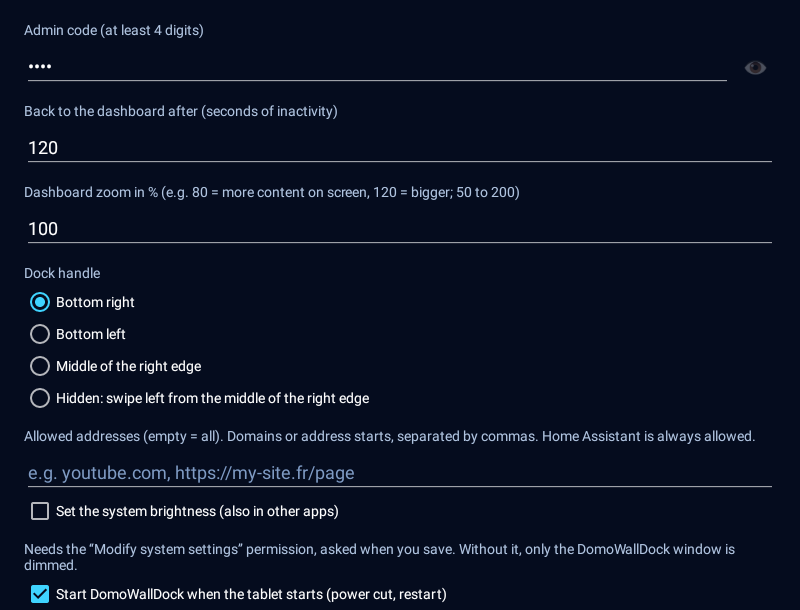 Admin code (at least 4 digits)
••••
Back to the dashboard after (seconds of inactivity)
120
Dashboard zoom in % (e.g. 80 = more content on screen, 120 = bigger; 50 to 200)
100
Dock handle
Bottom right
Bottom left
Middle of the right edge
Hidden: swipe left from the middle of the right edge
Allowed addresses (empty = all). Domains or address starts, separated by commas. Home Assistant is always allowed.
e.g. youtube.com, https://my-site.fr/page
Set the system brightness (also in other apps)
Needs the “Modify system settings” permission, asked when you save. Without it, only the DomoWallDock window is
dimmed.
Start DomoWallDock when the tablet starts (power cut, restart)